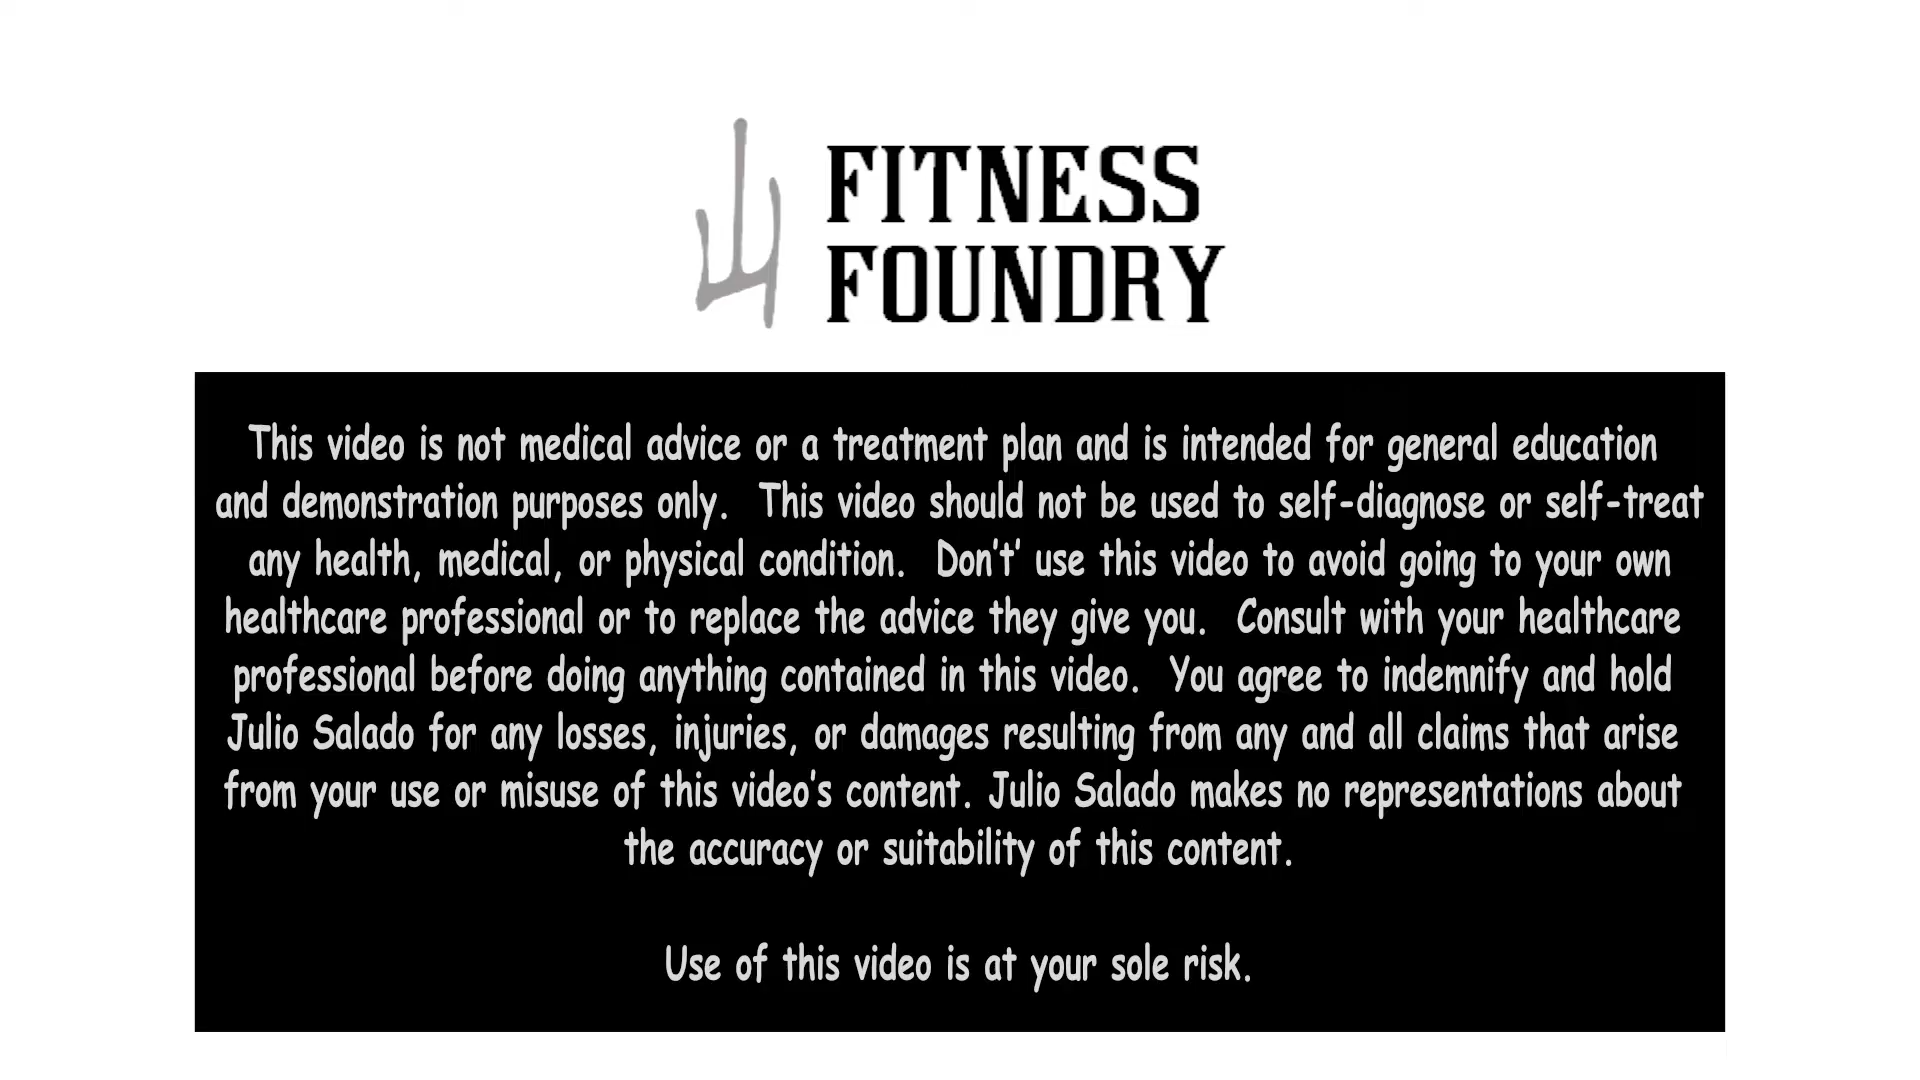 FITNESS
FOUNDRY
This video is not medical advice or a treatment plan and is intended for general education
and demonstration purposes only.  This video should not be used to self-diagnose or self-treat
any health, medical, or physical condition.  Don’t’ use this video to avoid going to your own
healthcare professional or to replace the advice they give you.  Consult with your healthcare
professional before doing anything contained in this video.  You agree to indemnify and hold
Julio Salado for any losses, injuries, or damages resulting from any and all claims that arise
from your use or misuse of this video’s content. Julio Salado makes no representations about
the accuracy or suitability of this content.
Use of this video is at your sole risk.